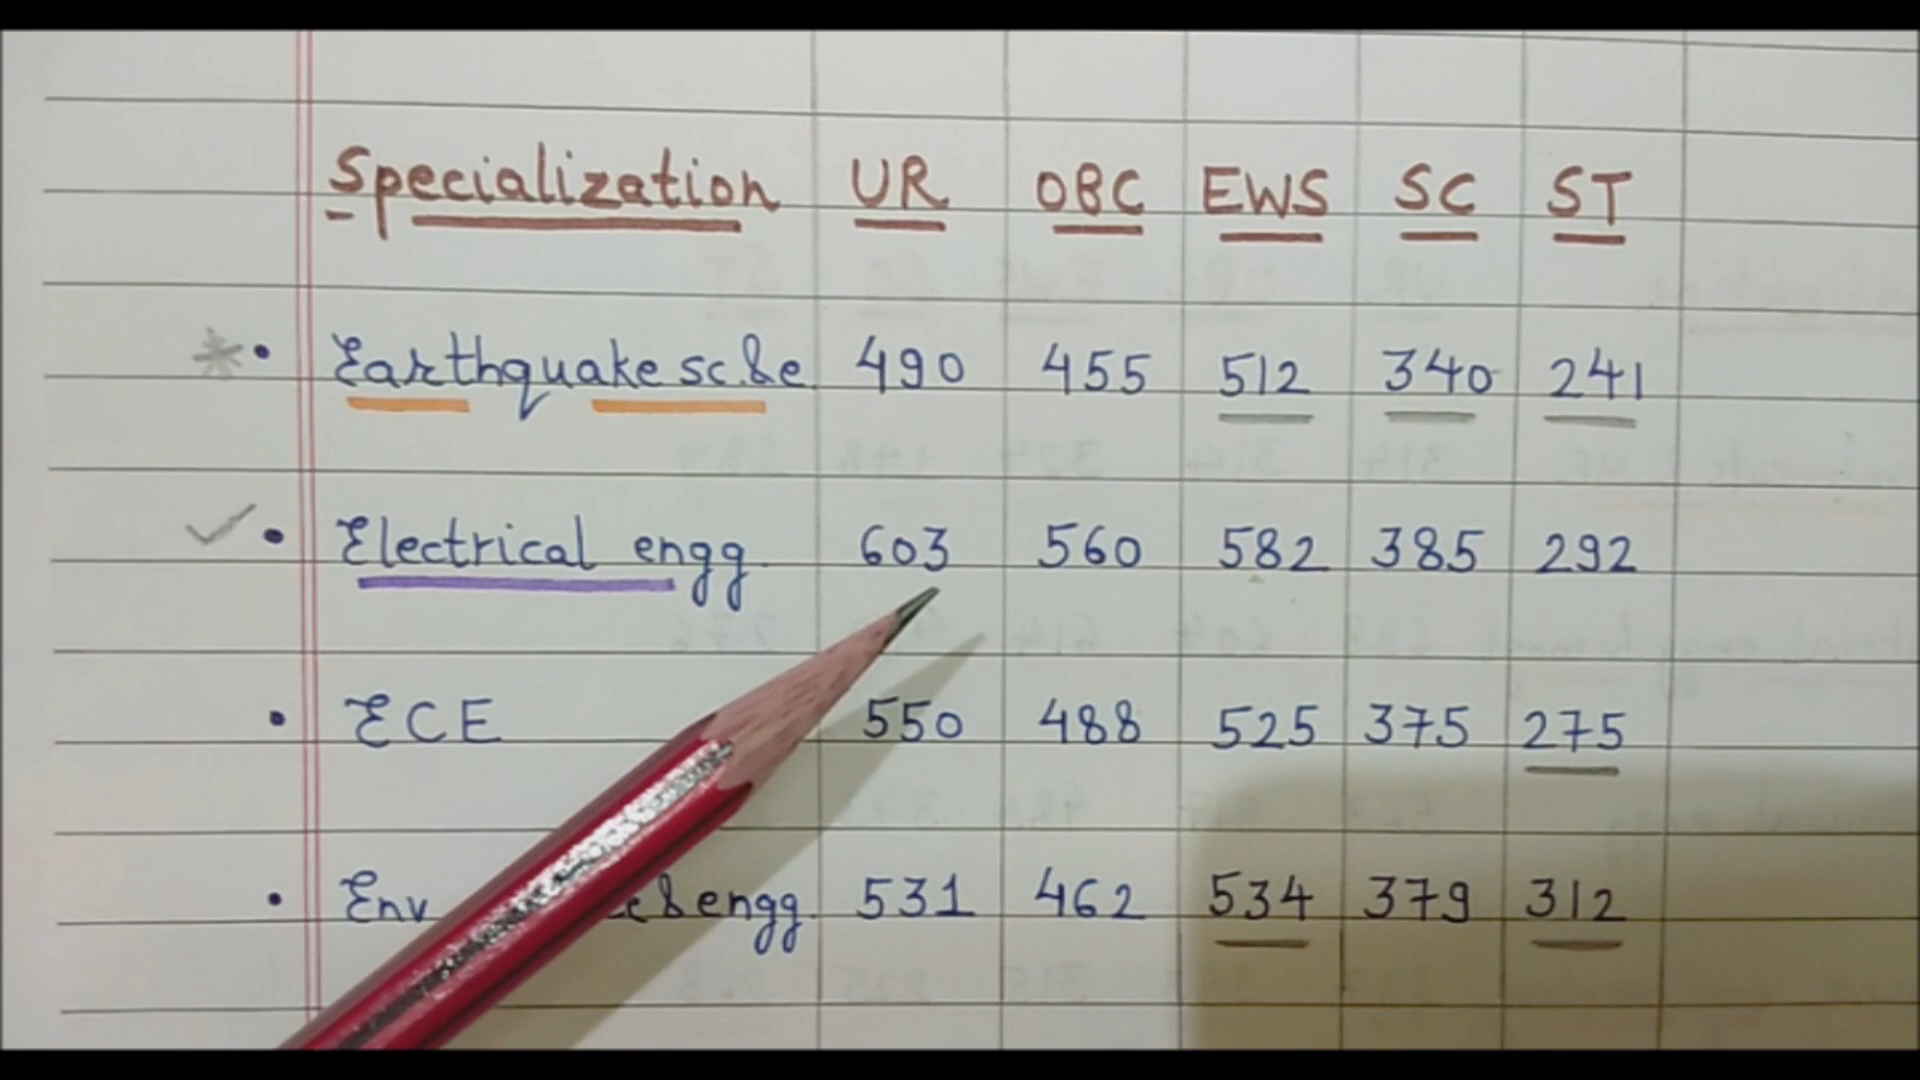 Specialization UR OBC EWS SC ST
Earthquake sc.&e. 490 455 512 340 241
Electrical engg. 603 560 582 385 292
ECE 550 488 525 375 275
Env &engg. 531 462 534 379 312